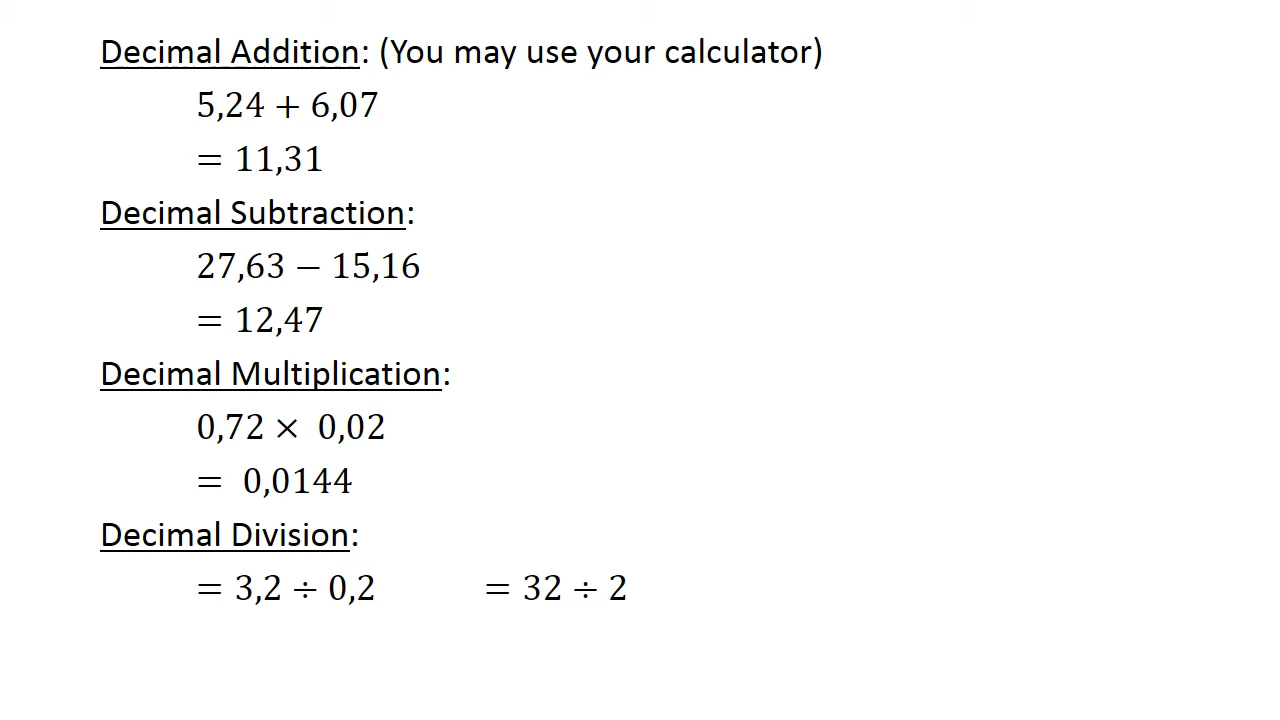 Decimal Addition: (You may use your calculator)
5,24 + 6,07
= 11,31
Decimal Subtraction:
27,63 − 15,16
= 12,47
Decimal Multiplication:
0,72 × 0,02
= 0,0144
Decimal Division:
= 3,2 ÷ 0,2 = 32 ÷ 2